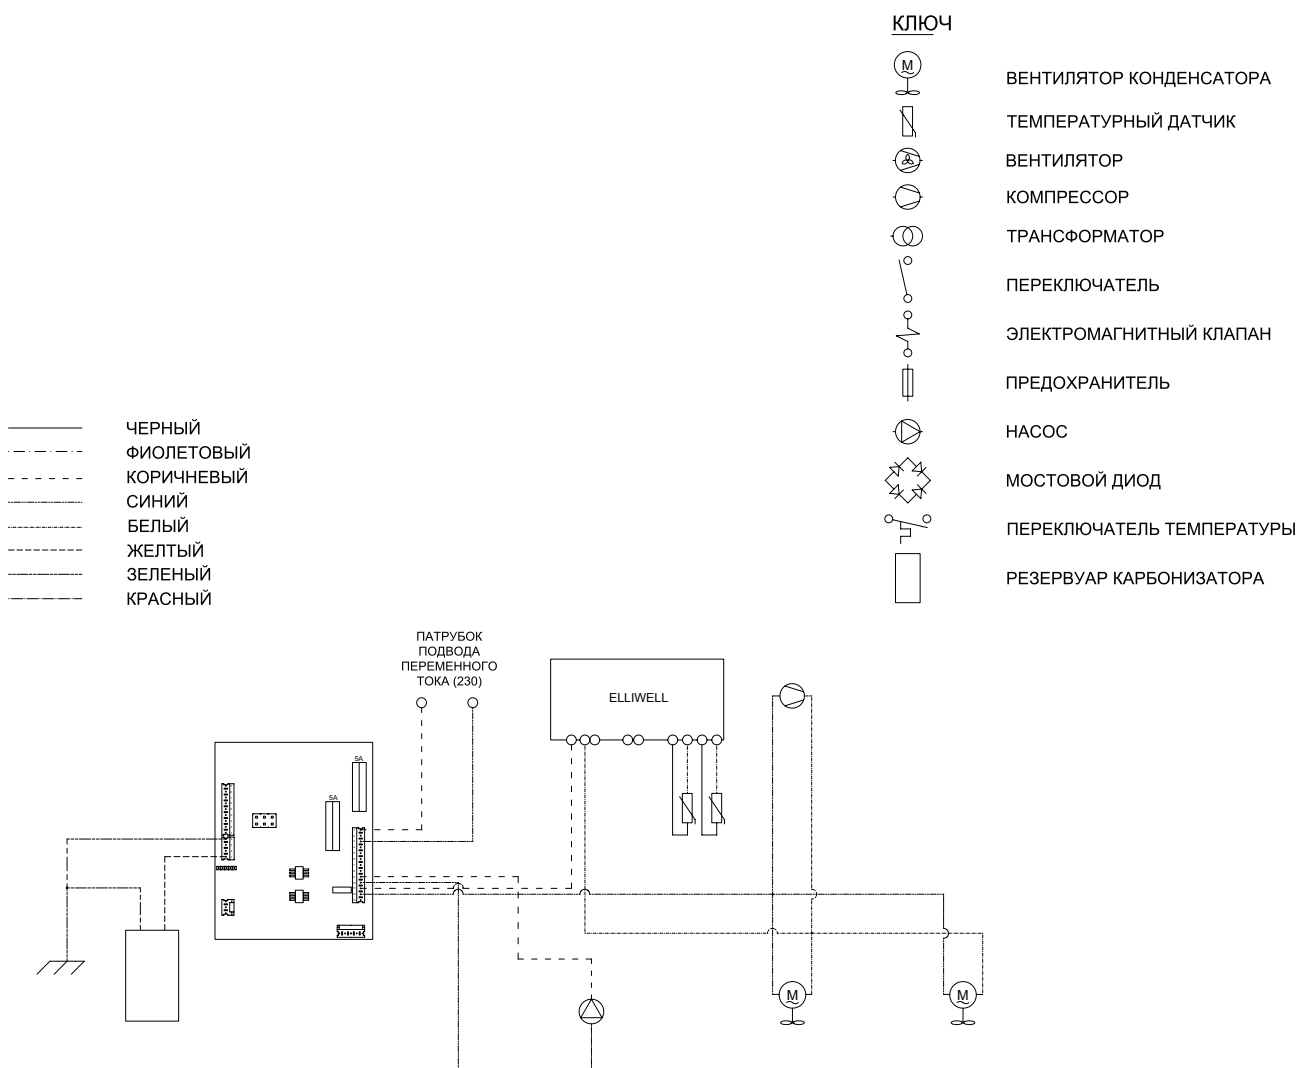 КЛЮЧ
ВЕНТИЛЯТОР КОНДЕНСАТОРА
ТЕМПЕРАТУРНЫЙ ДАТЧИК
ВЕНТИЛЯТОР
КОМПРЕССОР
ТРАНСФОРМАТОР
ПЕРЕКЛЮЧАТЕЛЬ
ЭЛЕКТРОМАГНИТНЫЙ КЛАПАН
ПРЕДОХРАНИТЕЛЬ
НАСОС
МОСТОВОЙ ДИОД
ПЕРЕКЛЮЧАТЕЛЬ ТЕМПЕРАТУРЫ
РЕЗЕРВУАР КАРБОНИЗАТОРА
ЧЕРНЫЙ
ФИОЛЕТОВЫЙ
КОРИЧНЕВЫЙ
СИНИЙ
БЕЛЫЙ
ЖЕЛТЫЙ
ЗЕЛЕНЫЙ
КРАСНЫЙ
ПАТРУБОК
ПОДВОДА
ПЕРЕМЕННОГО
ТОКА (230)
ELLIWELL
5A
5A
M
M
M